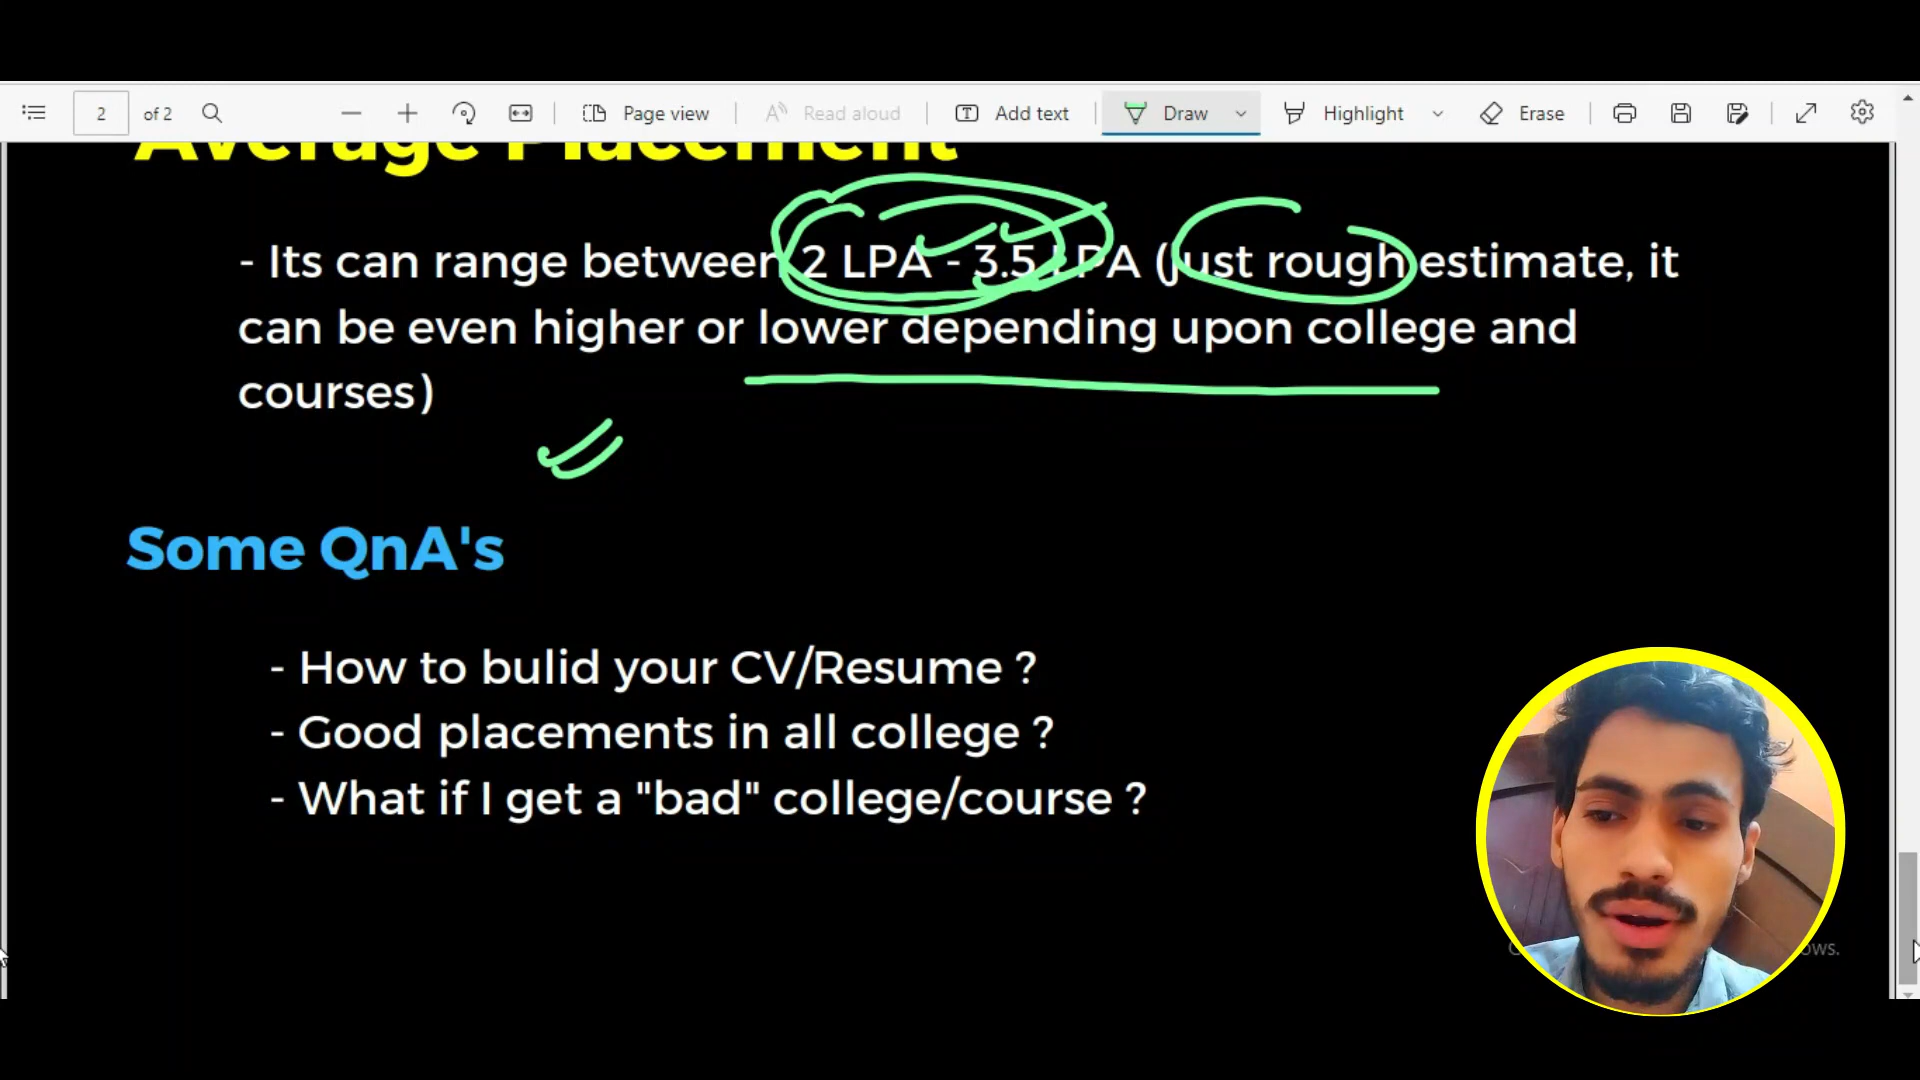 2 of 2 Page view Read aloud Add text Draw Highlight Erase
Average Placement
- Its can range between 2 LPA - 3.5 LPA (just rough estimate, it
can be even higher or lower depending upon college and
courses)
Some QnA's
- How to bulid your CV/Resume ?
- Good placements in all college ?
- What if I get a "bad" college/course ?